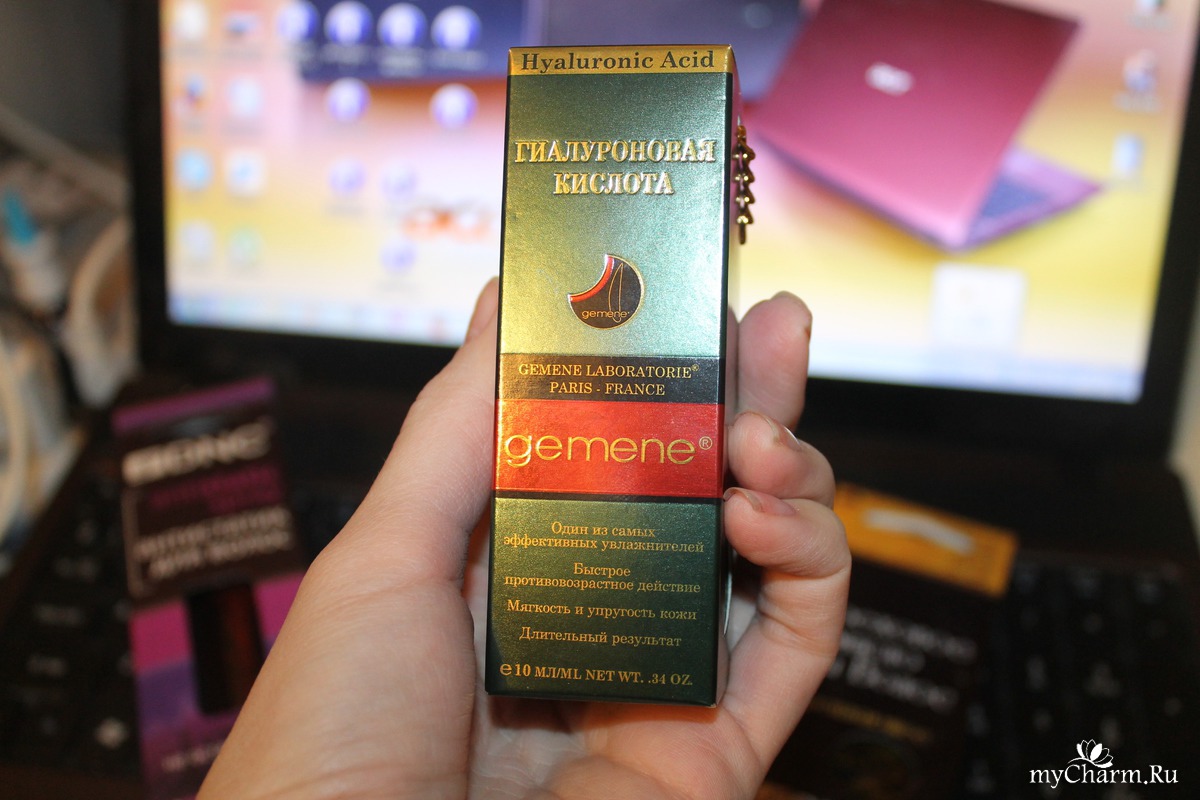 Hyaluronic Acid
ГИАЛУРОНОВАЯ
КИСЛОТА
gemene
GEMENE LABORATORIE®
PARIS - FRANCE
gemene®
Один из самых
эффективных увлажнителей
Быстрое
противовозрастное действие
Мягкость и упругость кожи
Длительный результат
℮ 10 МЛ/ML NET WT. .34 OZ.
myCharm.Ru